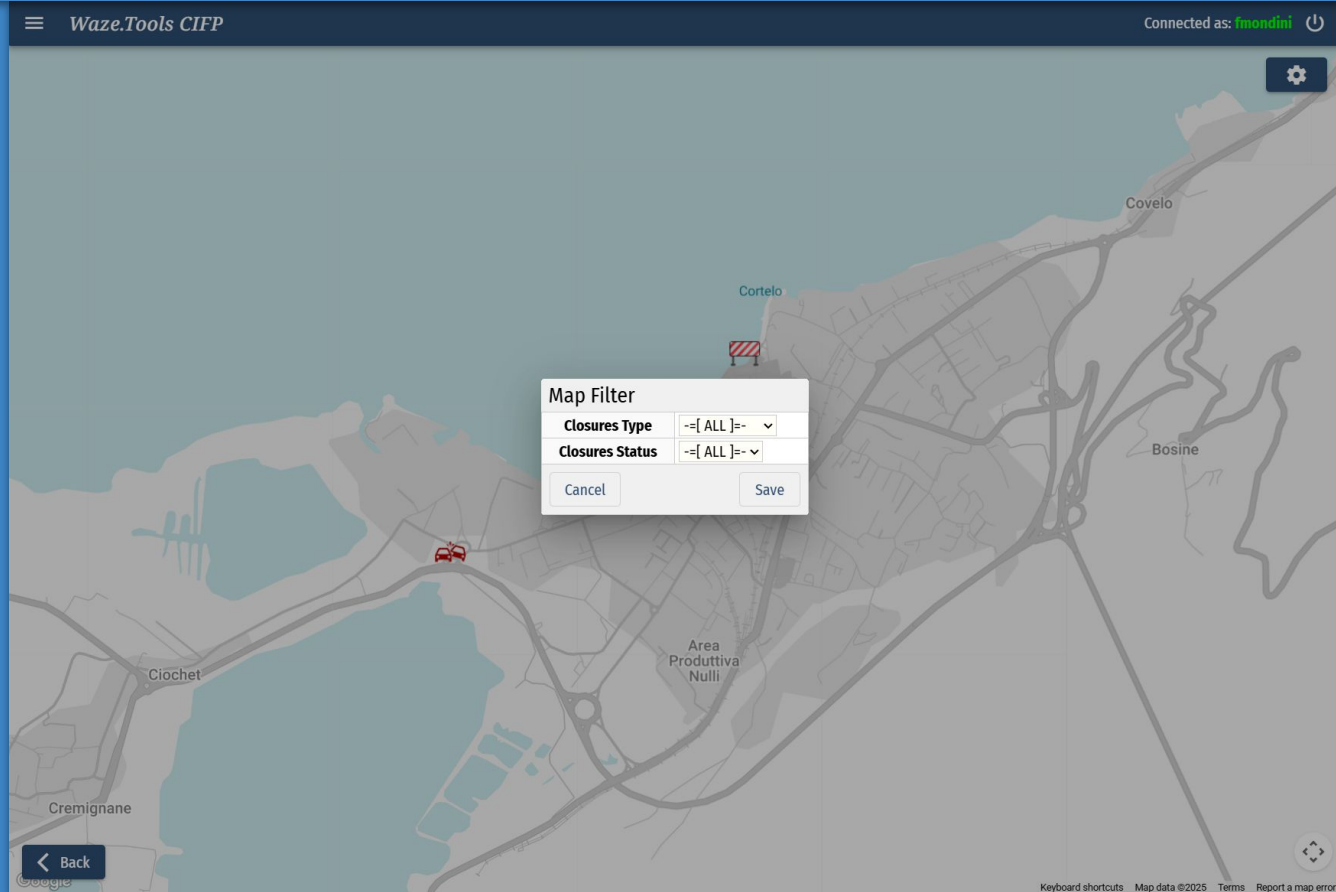 Waze.Tools CIFP
Connected as: fmondini
Covelo
Cortelo
Map Filter
Closures Type -=[ ALL ]=-
Closures Status -=[ ALL ]=-
Cancel Save
Bosine
Area
Produttiva
Nulli
Ciochet
Cremignane
Back
Google
Keyboard shortcuts Map data ©2025 Terms Report a map error